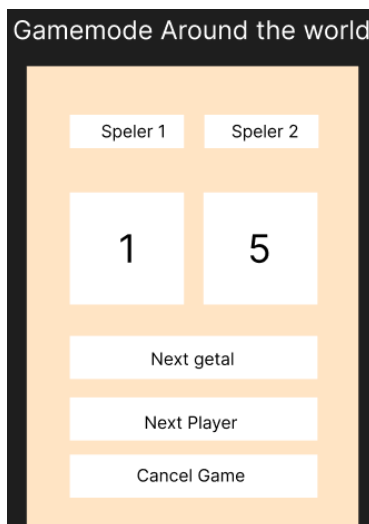 Gamemode Around the world
Speler 1 Speler 2
1 5
Next getal
Next Player
Cancel Game